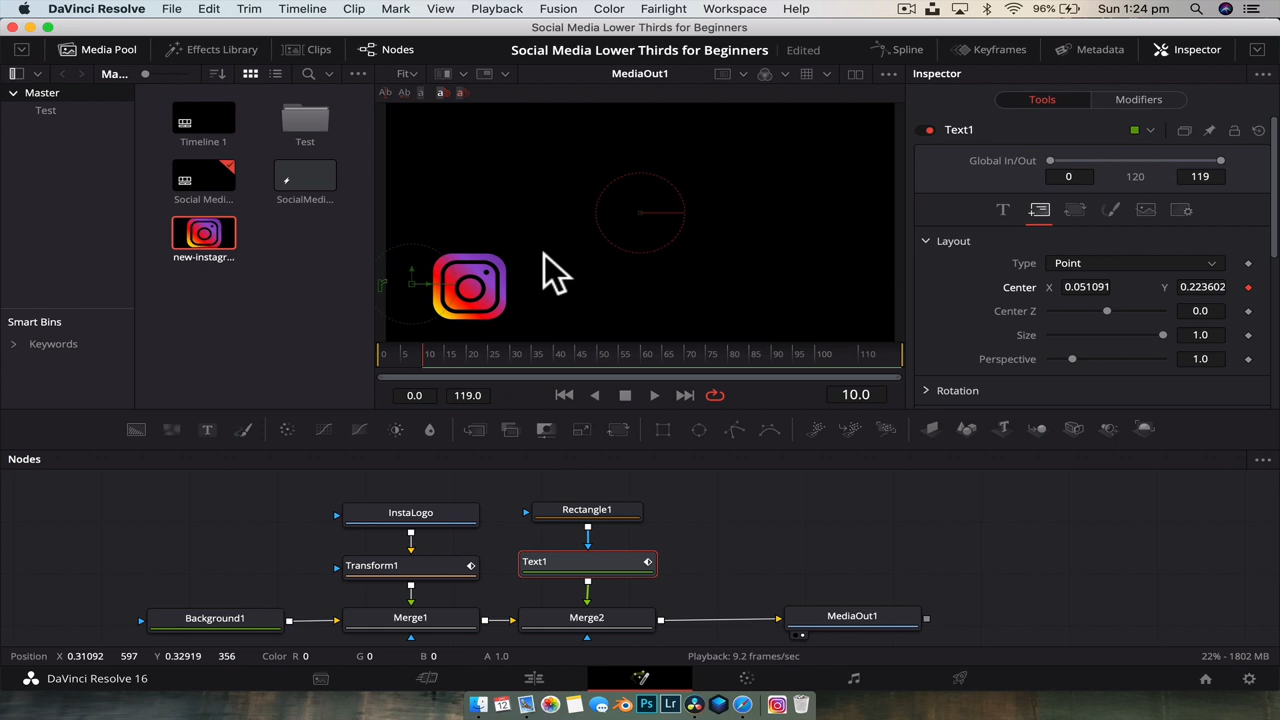 DaVinci Resolve File Edit Trim Timeline Clip Mark View Playback Fusion Color Fairlight Workspace Help 96% Sun 1:24 pm
Social Media Lower Thirds for Beginners
Media Pool Effects Library Clips Nodes Social Media Lower Thirds for Beginners Edited Spline Keyframes Metadata Inspector
Ma... Fit MediaOut1 Inspector
Master
Test
Timeline 1 Test
Social Medi... SocialMedi...
new-instagr...
Smart Bins
Keywords
Tools Modifiers
Text1
Global In/Out
0 120 119
Layout
Type Point
Center X 0.051091 Y 0.223602
Center Z 0.0
Size 1.0
Perspective 1.0
Rotation
0 5 10 15 20 25 30 35 40 45 50 55 60 65 70 75 80 85 90 95 100 110
0.0 119.0 10.0
Nodes
InstaLogo Rectangle1
Transform1 Text1
Background1 Merge1 Merge2 MediaOut1
Position X 0.31092 597 Y 0.32919 356 Color R 0 G 0 B 0 A 1.0 Playback: 9.2 frames/sec 22% - 1802 MB
DaVinci Resolve 16